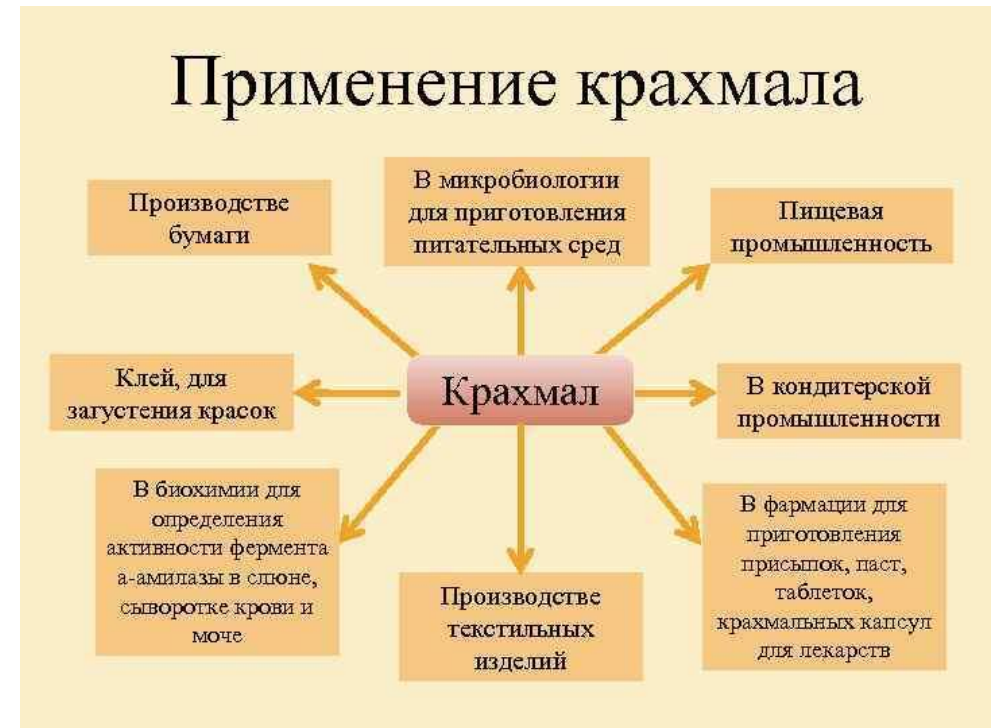 Применение крахмала
Производстве
бумаги
В микробиологии
для приготовления
питательных сред
Пищевая
промышленность
Клей, для
загустения красок
Крахмал
В кондитерской
промышленности
В биохимии для
определения
активности фермента
а-амилазы в слюне,
сыворотке крови и
моче
Производстве
текстильных
изделий
В фармации для
приготовления
присыпок, паст,
таблеток,
крахмальных капсул
для лекарств